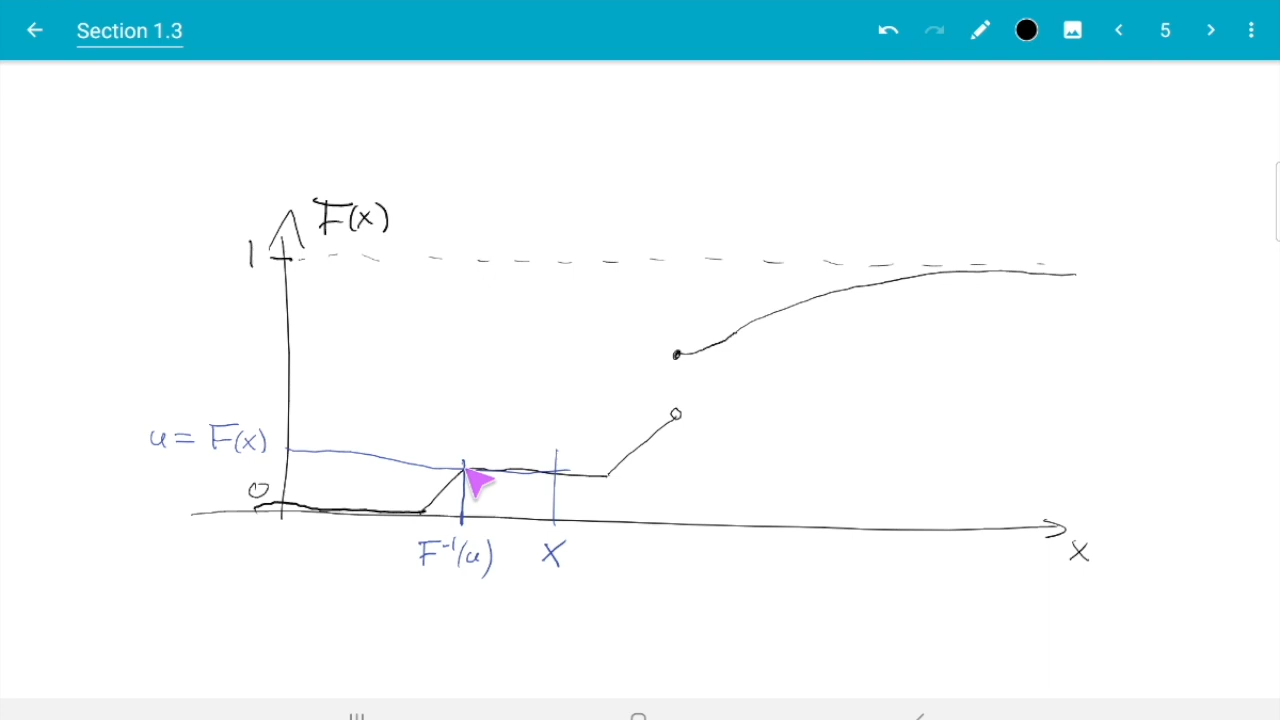 Section 1.3
5
F(x)
1
u = F(x)
0
F⁻¹(u)
X
x